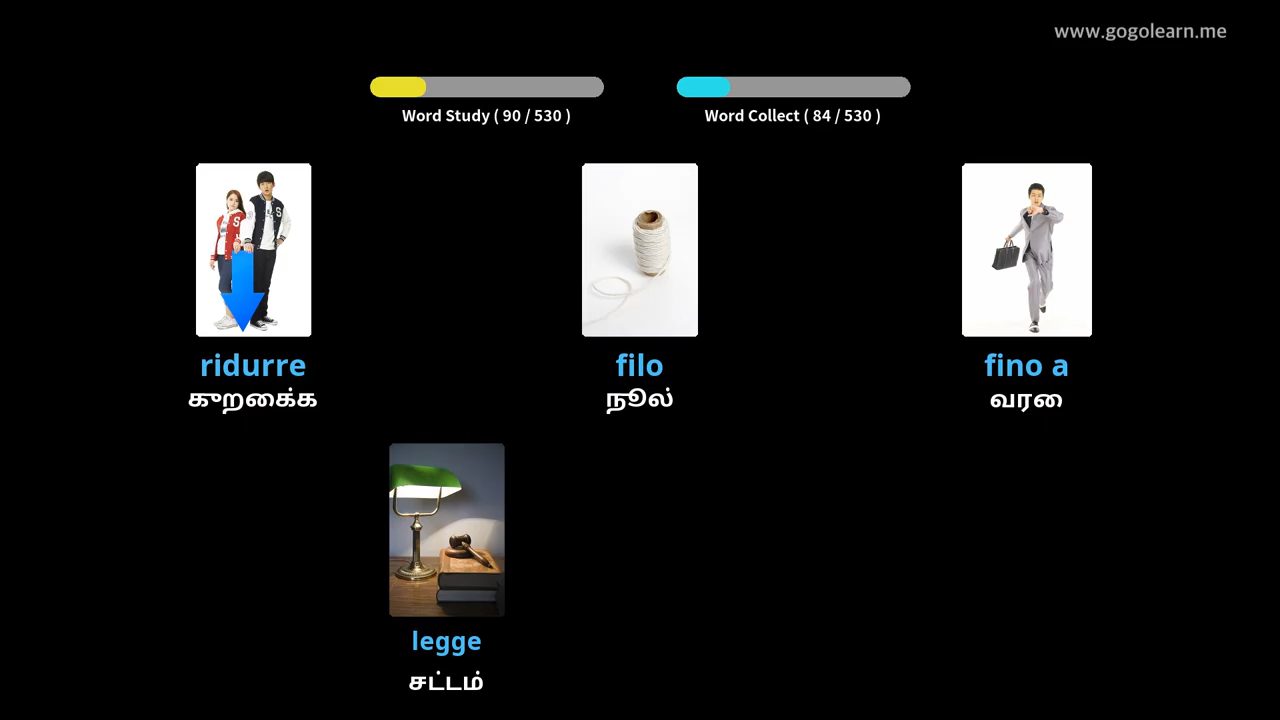 www.gogolearn.me
Word Study ( 90 / 530 )
Word Collect ( 84 / 530 )
ridurre
filo
fino a
குறைக்க
நூல்
வரை
legge
சட்டம்